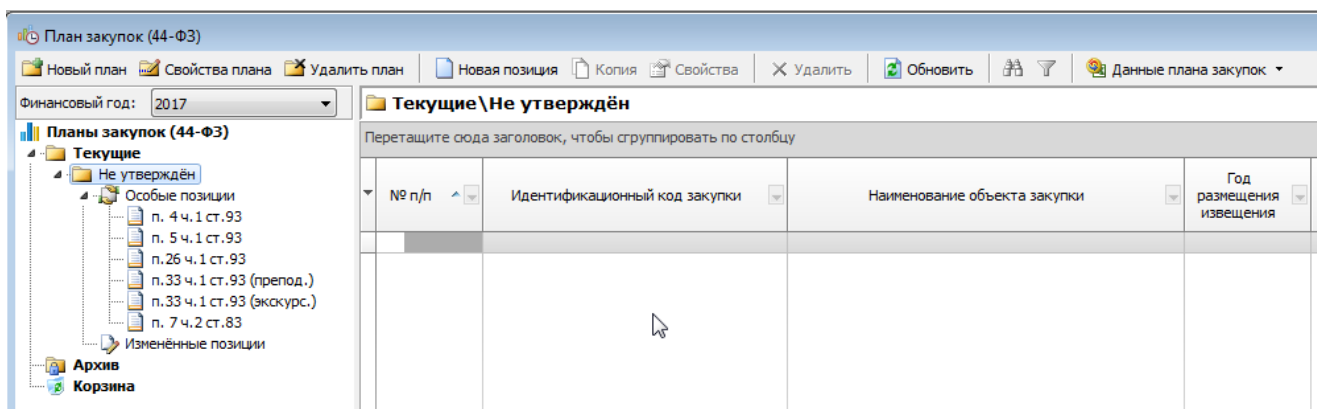 План закупок (44-ФЗ)
Новый план Свойства плана Удалить план Новая позиция Копия Свойства Удалить Обновить Данные плана закупок
Финансовый год: 2017
Текущие\Не утверждён
Планы закупок (44-ФЗ)
Перетащите сюда заголовок, чтобы сгруппировать по столбцу
Текущие
Не утверждён
Особые позиции
п. 4 ч.1 ст.93
п. 5 ч.1 ст.93
п.26 ч.1 ст.93
п.33 ч.1 ст.93 (препод.)
п.33 ч.1 ст.93 (экскурс.)
п. 7 ч.2 ст.83
Изменённые позиции
Архив
Корзина
№ п/п
Идентификационный код закупки
Наименование объекта закупки
Год
размещения
извещения